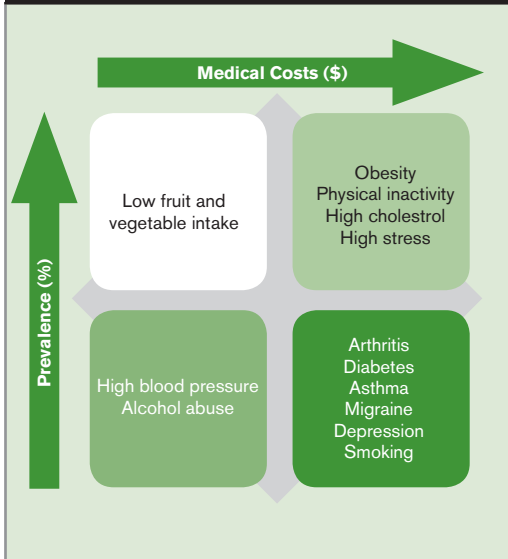 Medical Costs ($)
Prevalence (%)
Low fruit and
vegetable intake
Obesity
Physical inactivity
High cholestrol
High stress
High blood pressure
Alcohol abuse
Arthritis
Diabetes
Asthma
Migraine
Depression
Smoking